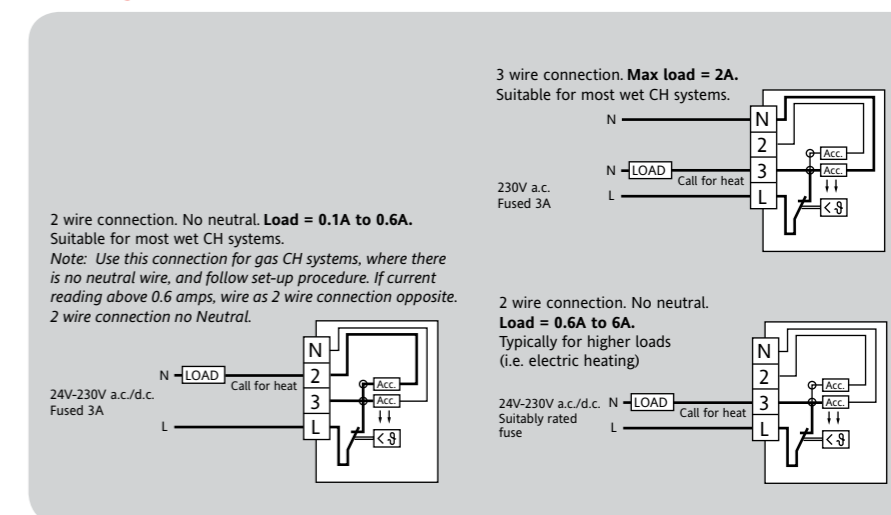 2 wire connection. No neutral. Load = 0.1A to 0.6A.
Suitable for most wet CH systems.
Note: Use this connection for gas CH systems, where there
is no neutral wire, and follow set-up procedure. If current
reading above 0.6 amps, wire as 2 wire connection opposite.
2 wire connection no Neutral.
N
LOAD
Call for heat
24V-230V a.c./d.c.
Fused 3A
L
N
2
3
L
Acc.
Acc.
< ϑ
3 wire connection. Max load = 2A.
Suitable for most wet CH systems.
N
N
LOAD
Call for heat
230V a.c.
Fused 3A
L
N
2
3
L
Acc.
Acc.
< ϑ
2 wire connection. No neutral.
Load = 0.6A to 6A.
Typically for higher loads
(i.e. electric heating)
24V-230V a.c./d.c.
Suitably rated
fuse
N
LOAD
Call for heat
L
N
2
3
L
Acc.
Acc.
< ϑ